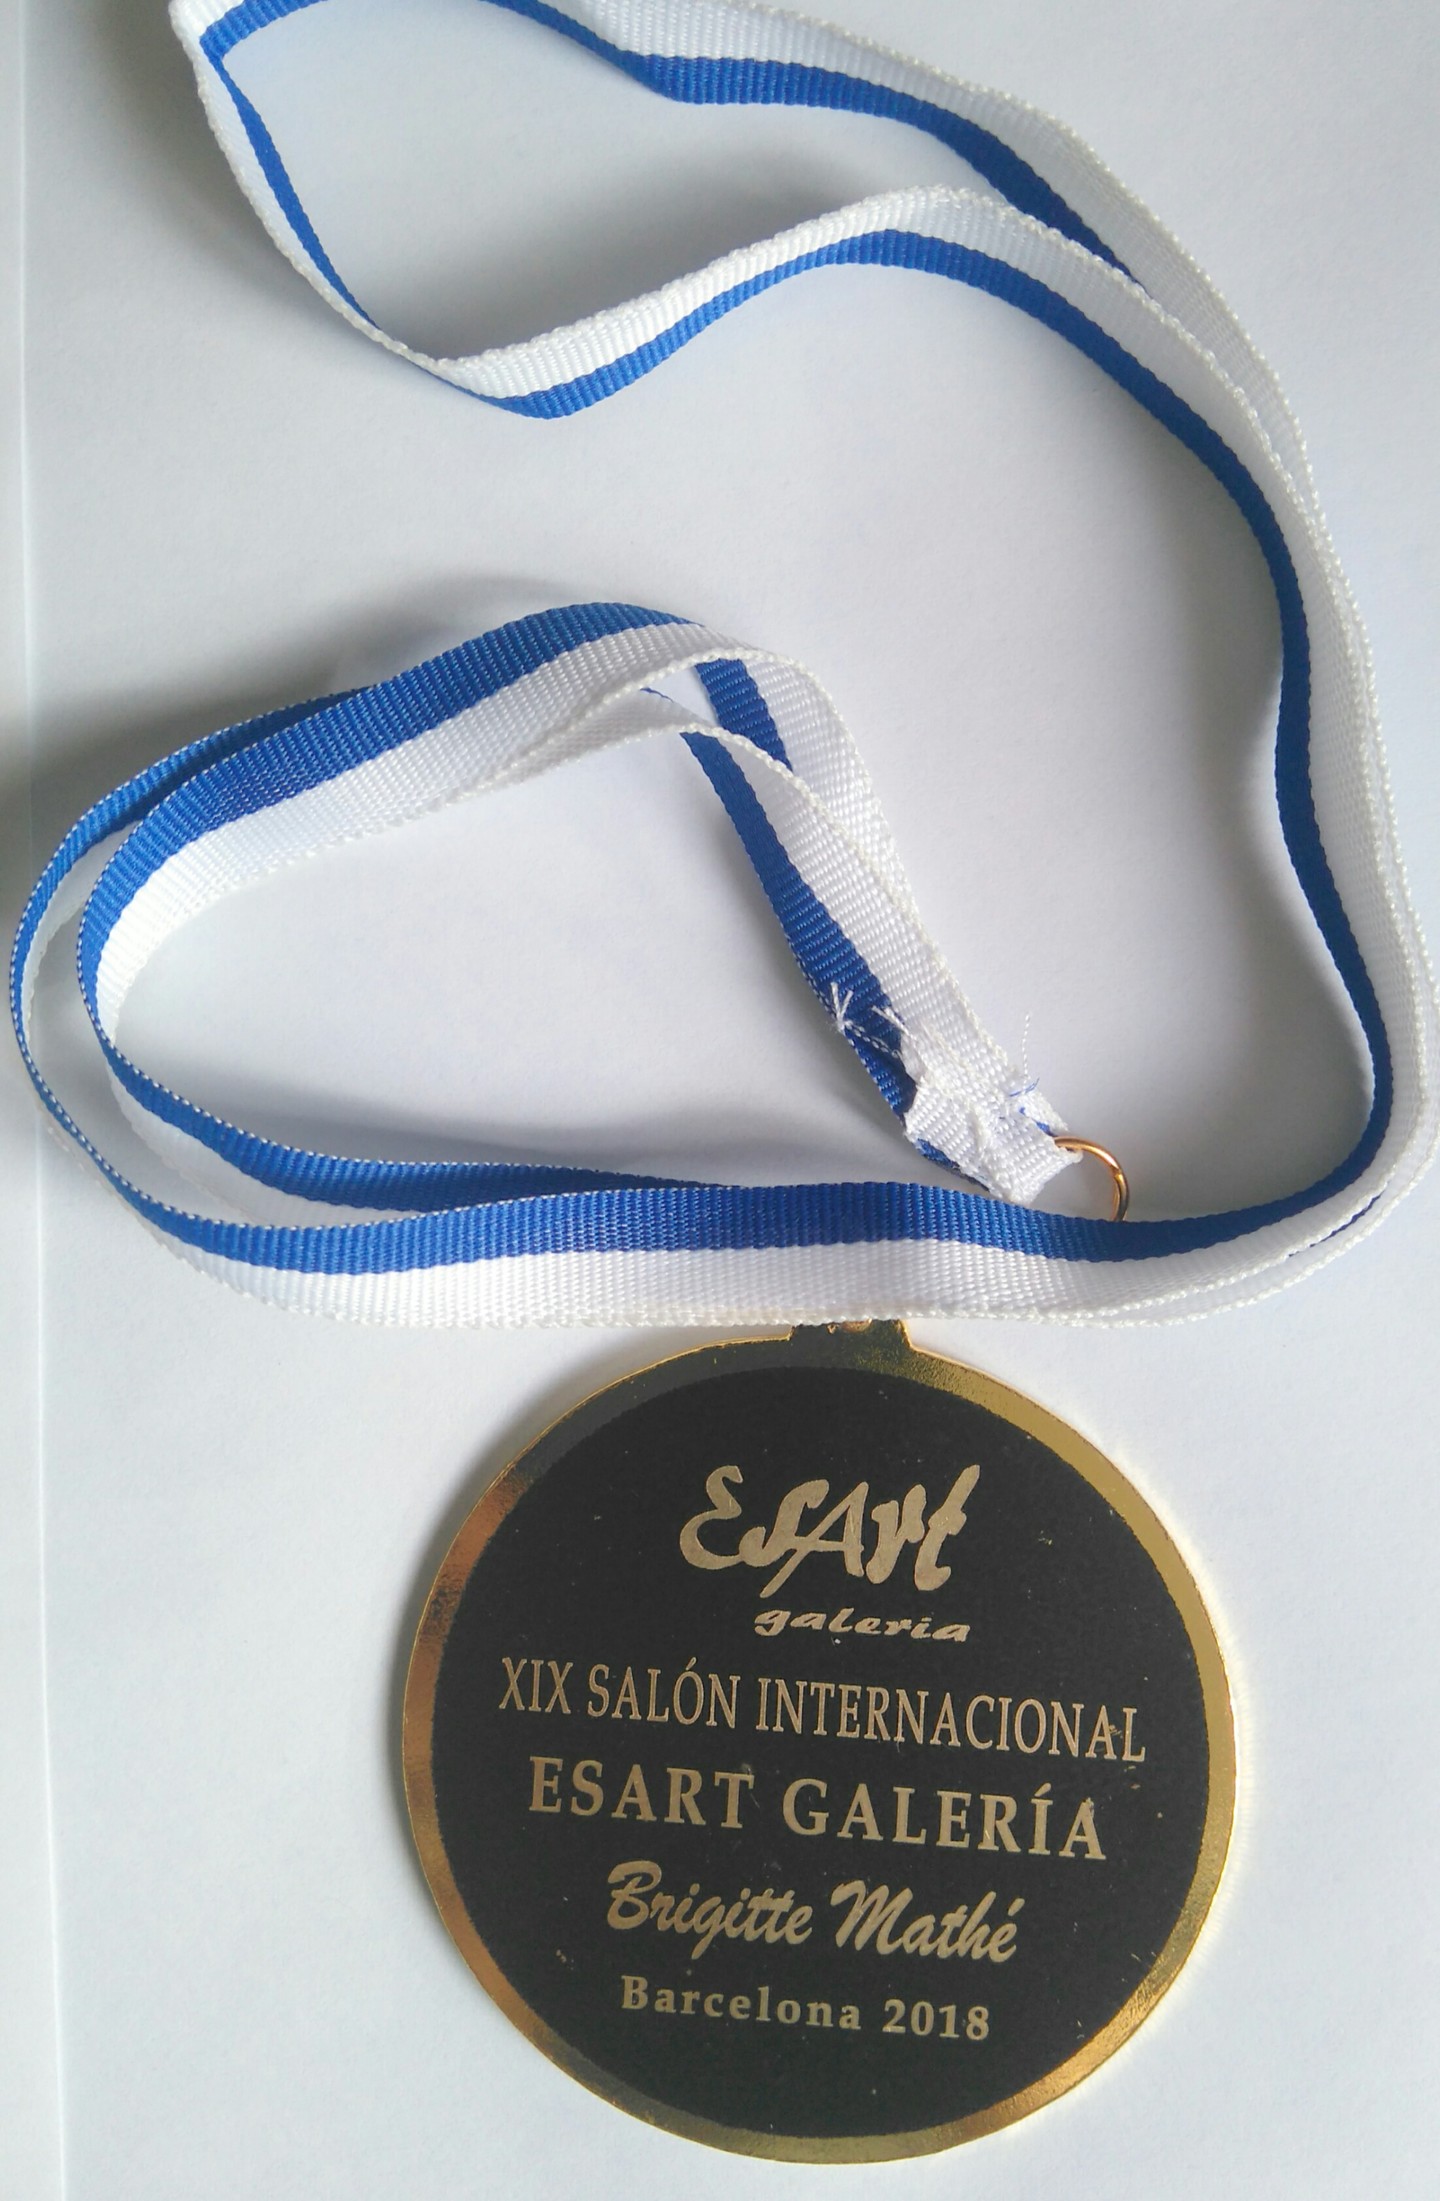 EsArt
galeria
XIX SALÓN INTERNACIONAL
ESART GALERÍA
Brigitte Mathé
Barcelona 2018